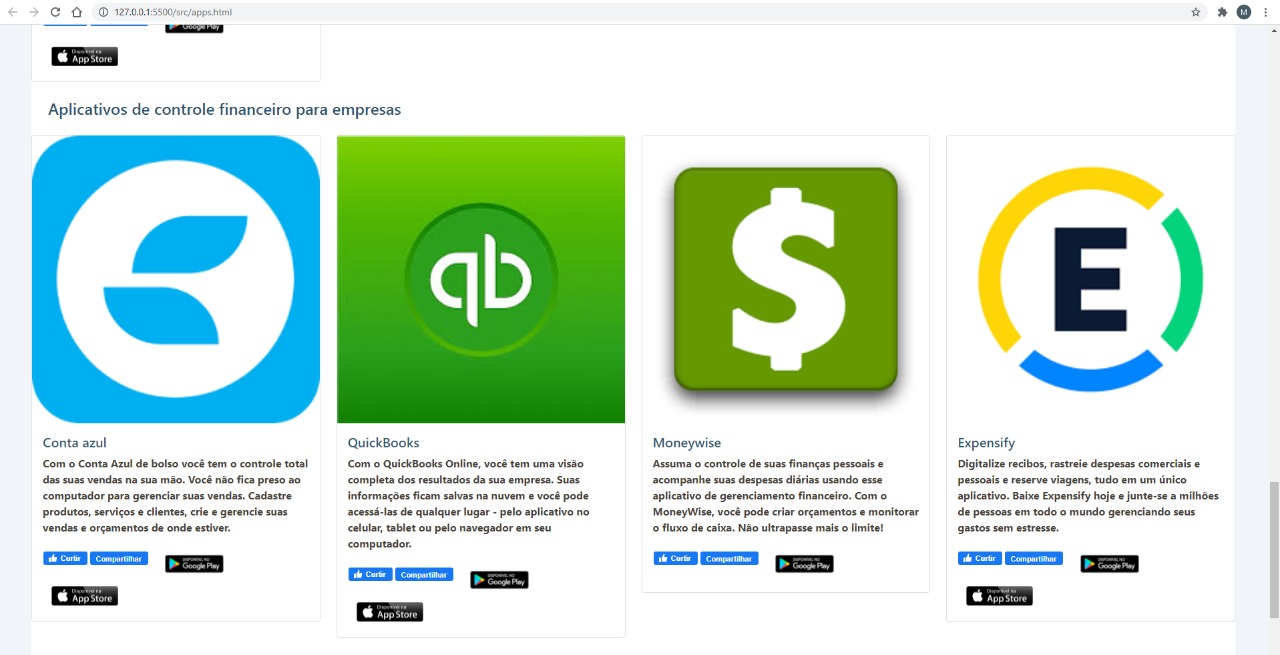 127.0.0.1:5500/src/apps.html
M
Google Play
Disponível na
App Store
Aplicativos de controle financeiro para empresas
qb
$
E
Conta azul
Com o Conta Azul de bolso você tem o controle total
das suas vendas na sua mão. Você não fica preso ao
computador para gerenciar suas vendas. Cadastre
produtos, serviços e clientes, crie e gerencie suas
vendas e orçamentos de onde estiver.
Curtir
Compartilhar
DISPONÍVEL NO
Google Play
Disponível na
App Store
QuickBooks
Com o QuickBooks Online, você tem uma visão
completa dos resultados da sua empresa. Suas
informações ficam salvas na nuvem e você pode
acessá-las de qualquer lugar - pelo aplicativo no
celular, tablet ou pelo navegador em seu
computador.
Curtir
Compartilhar
DISPONÍVEL NO
Google Play
Disponível na
App Store
Moneywise
Assuma o controle de suas finanças pessoais e
acompanhe suas despesas diárias usando esse
aplicativo de gerenciamento financeiro. Com o
MoneyWise, você pode criar orçamentos e monitorar
o fluxo de caixa. Não ultrapasse mais o limite!
Curtir
Compartilhar
DISPONÍVEL NO
Google Play
Expensify
Digitalize recibos, rastreie despesas comerciais e
pessoais e reserve viagens, tudo em um único
aplicativo. Baixe Expensify hoje e junte-se a milhões
de pessoas em todo o mundo gerenciando seus
gastos sem estresse.
Curtir
Compartilhar
DISPONÍVEL NO
Google Play
Disponível na
App Store